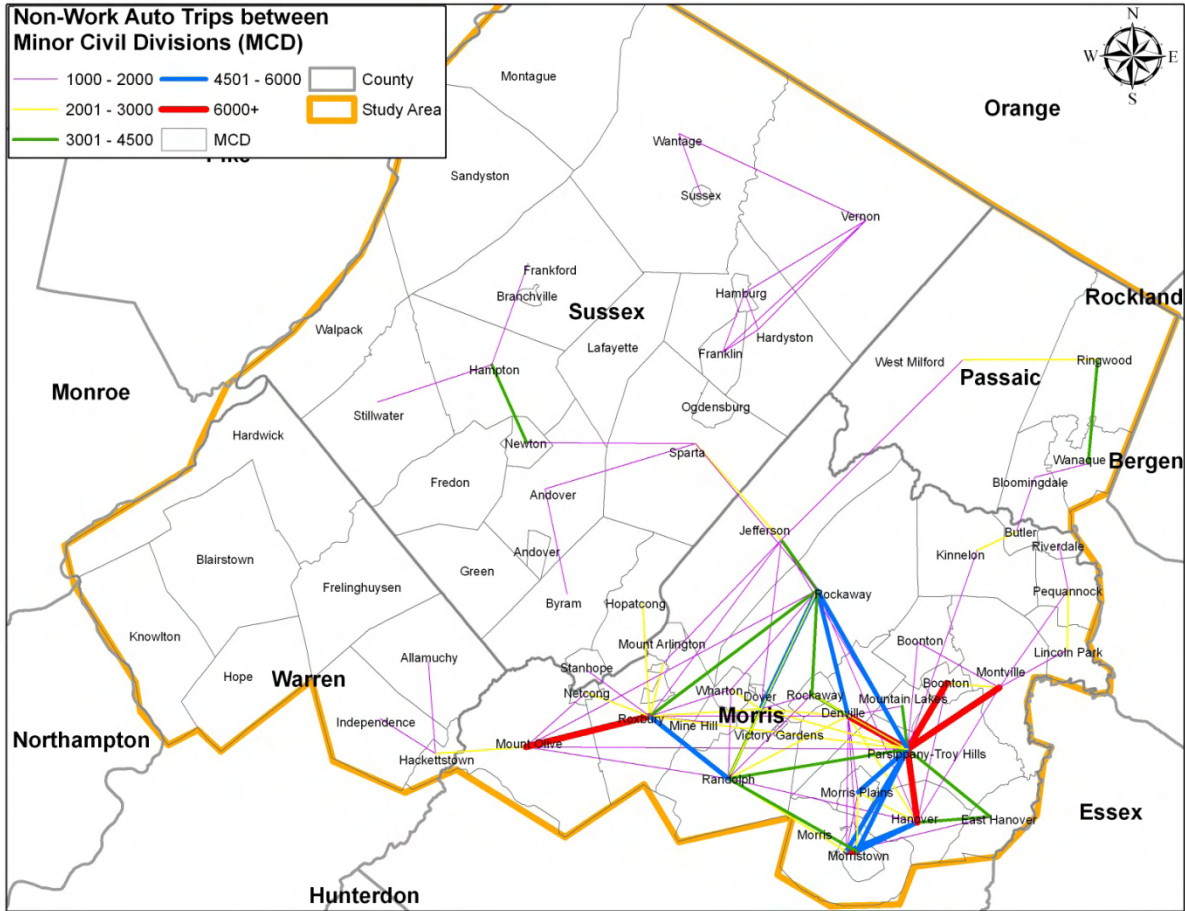 Non-Work Auto Trips between
Minor Civil Divisions (MCD)
1000 - 2000
4501 - 6000
County
2001 - 3000
6000+
Study Area
3001 - 4500
MCD
N
W
E
S
Montague
Orange
Wantage
Sandyston
Sussex
Vernon
Frankford
Branchville
Hamburg
Rockland
Sussex
Walpack
Lafayette
Hardyston
Franklin
West Milford
Ringwood
Hampton
Passaic
Monroe
Stillwater
Ogdensburg
Hardwick
Newton
Sparta
Wanaque
Bergen
Fredon
Bloomingdale
Andover
Jefferson
Butler
Riverdale
Blairstown
Andover
Kinnelon
Green
Frelinghuysen
Pequannock
Byram
Hopatcong
Rockaway
Knowlton
Mount Arlington
Boonton
Lincoln Park
Allamuchy
Stanhope
Montville
Hope
Warren
Netcong
Wharton
Dover
Rockaway
Boonton
Mountain Lakes
Independence
Roxbury
Mine Hill
Morris
Denville
Northampton
Mount Olive
Victory Gardens
Parsippany-Troy Hills
Hackettstown
Randolph
Morris Plains
Essex
Hanover
East Hanover
Morris
Morristown
Hunterdon